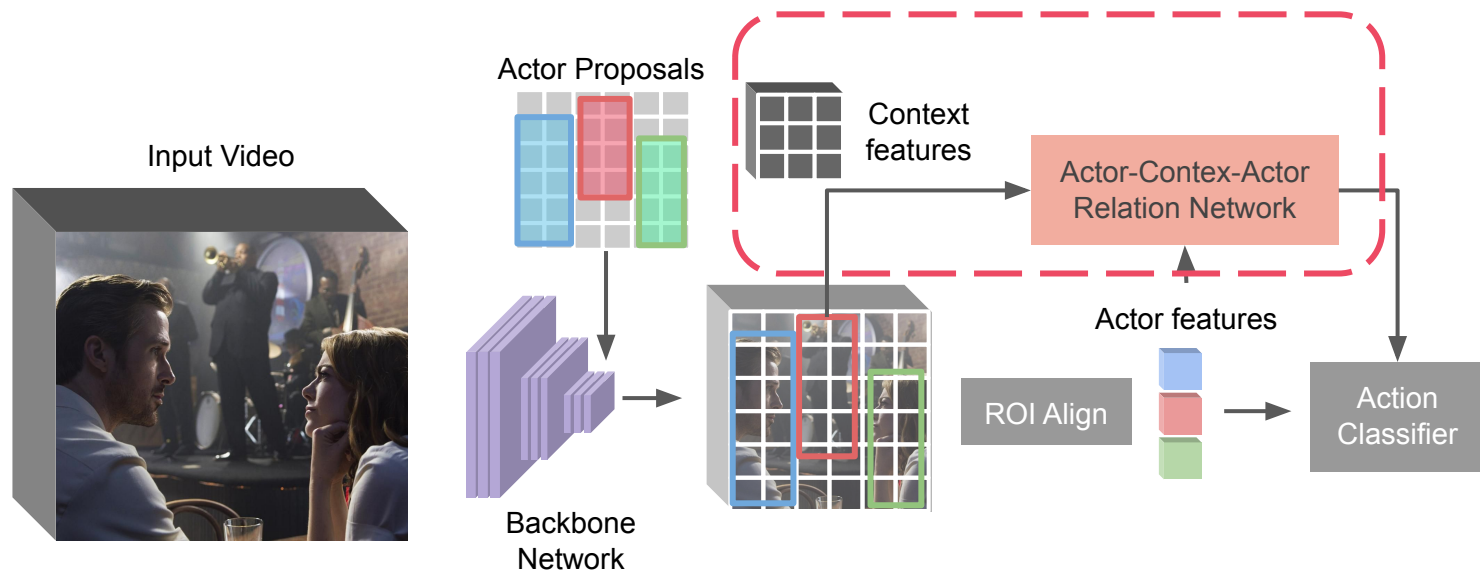 Input Video
Actor Proposals
Backbone
Network
Context
features
Actor-Contex-Actor
Relation Network
Actor features
ROI Align
Action
Classifier